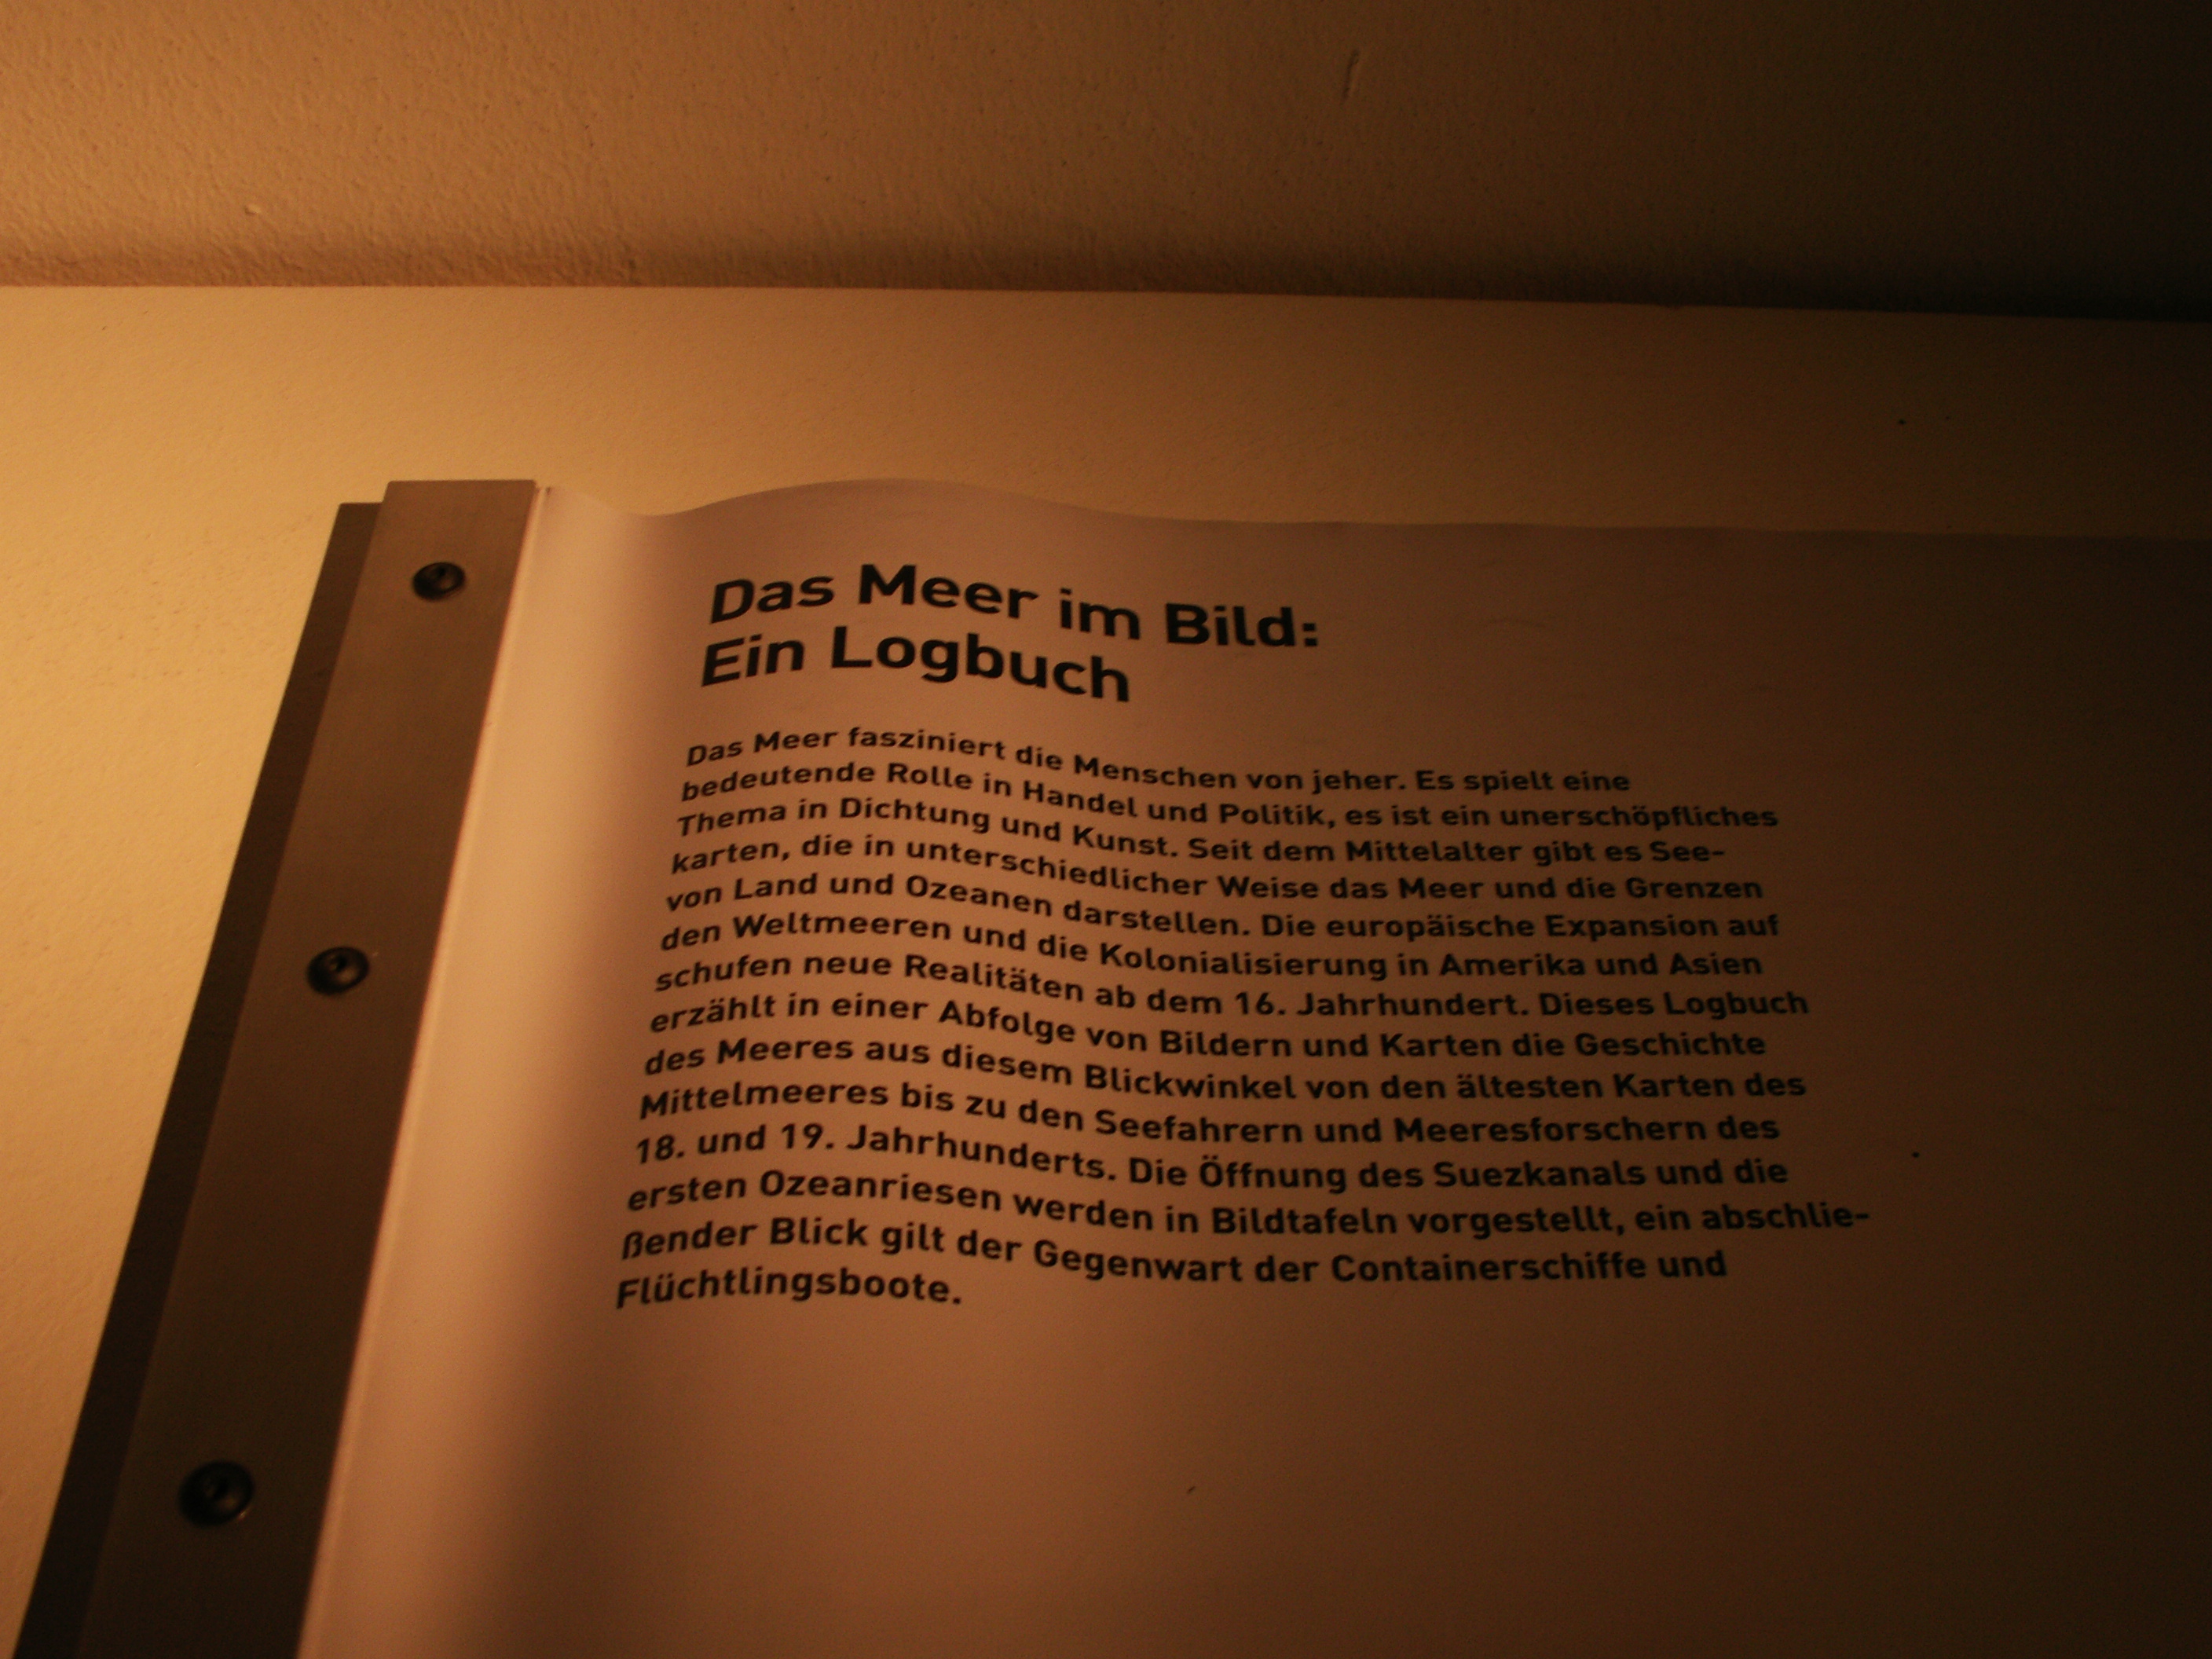 Das Meer im Bild:
Ein Logbuch
Das Meer fasziniert die Menschen von jeher. Es spielt eine
bedeutende Rolle in Handel und Politik, es ist ein unerschöpfliches
Thema in Dichtung und Kunst. Seit dem Mittelalter gibt es See-
karten, die in unterschiedlicher Weise das Meer und die Grenzen
von Land und Ozeanen darstellen. Die europäische Expansion auf
den Weltmeeren und die Kolonialisierung in Amerika und Asien
schufen neue Realitäten ab dem 16. Jahrhundert. Dieses Logbuch
erzählt in einer Abfolge von Bildern und Karten die Geschichte
des Meeres aus diesem Blickwinkel von den ältesten Karten des
Mittelmeeres bis zu den Seefahrern und Meeresforschern des
18. und 19. Jahrhunderts. Die Öffnung des Suezkanals und die
ersten Ozeanriesen werden in Bildtafeln vorgestellt, ein abschlie-
ßender Blick gilt der Gegenwart der Containerschiffe und
Flüchtlingsboote.